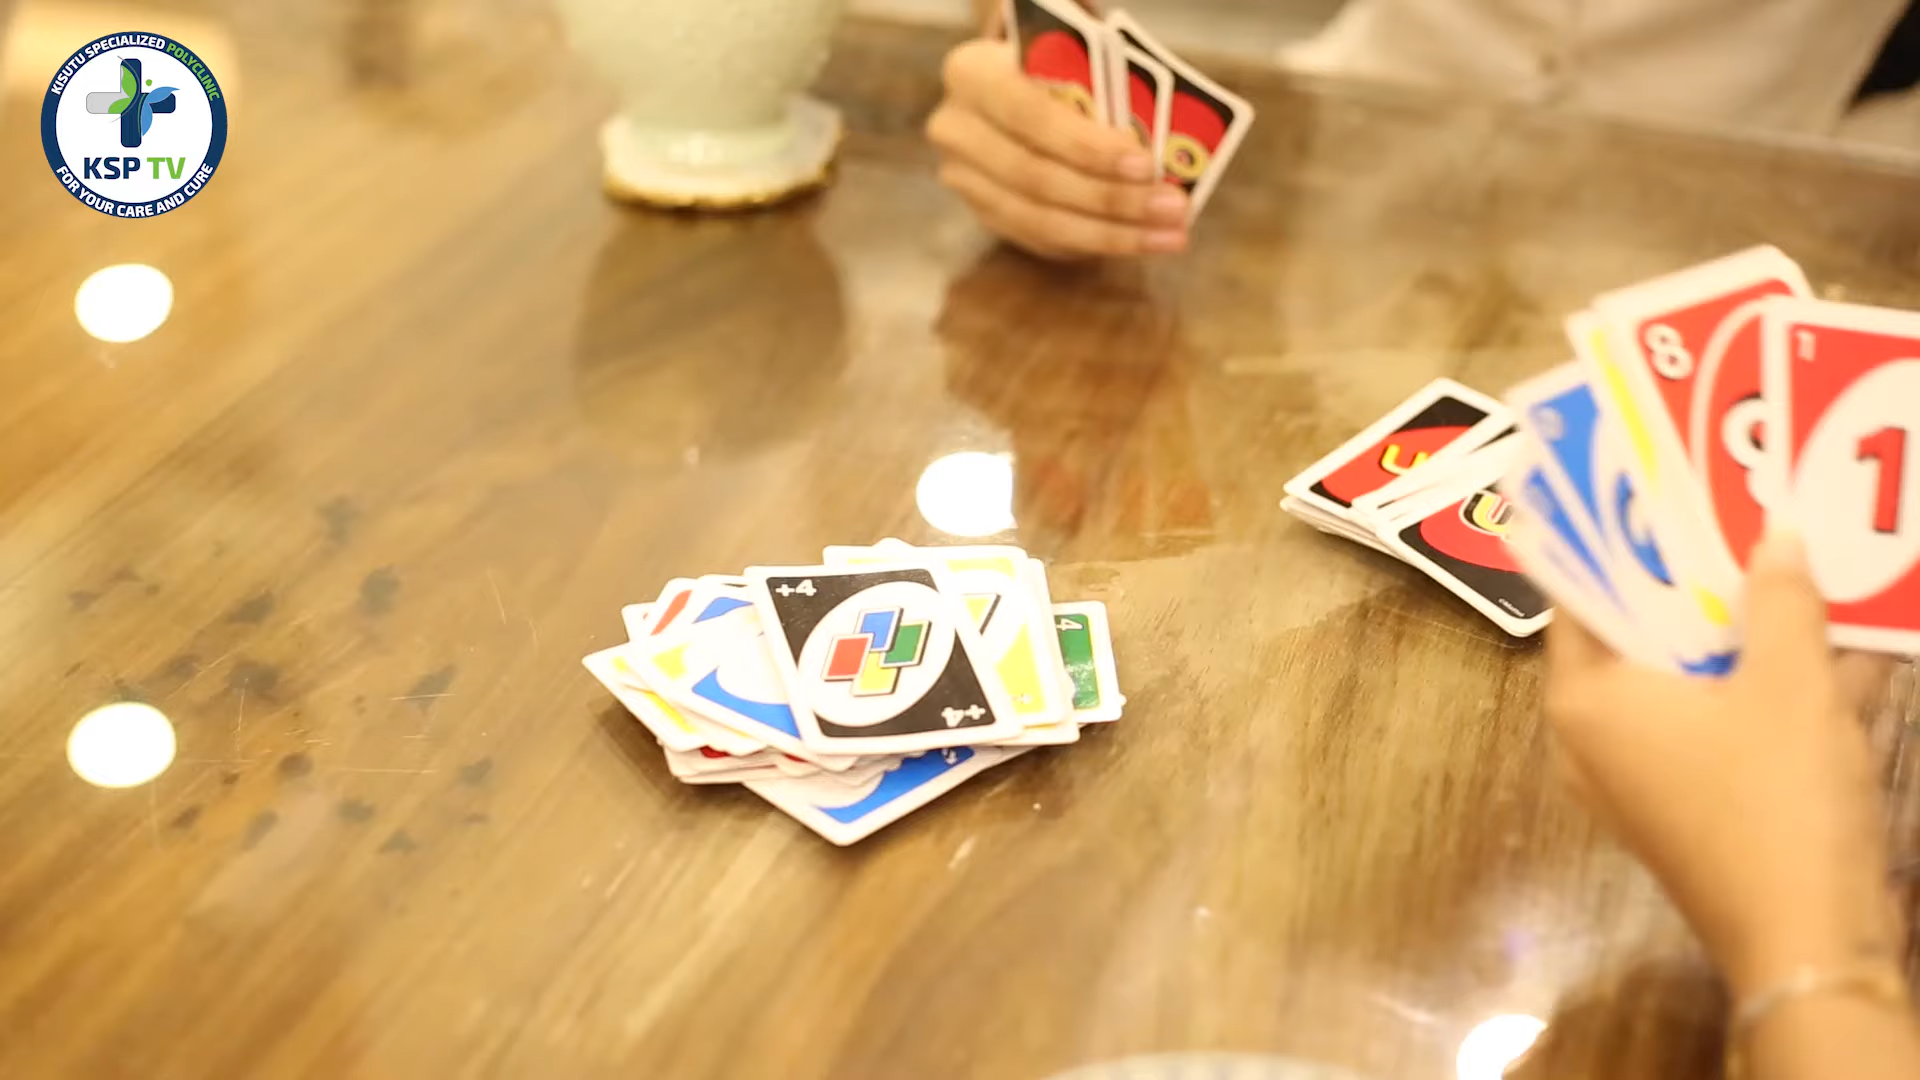 KISUTU SPECIALIZED POLYCLINIC
KSP TV
FOR YOUR CARE AND CURE
8
1
1
+4
+4
4